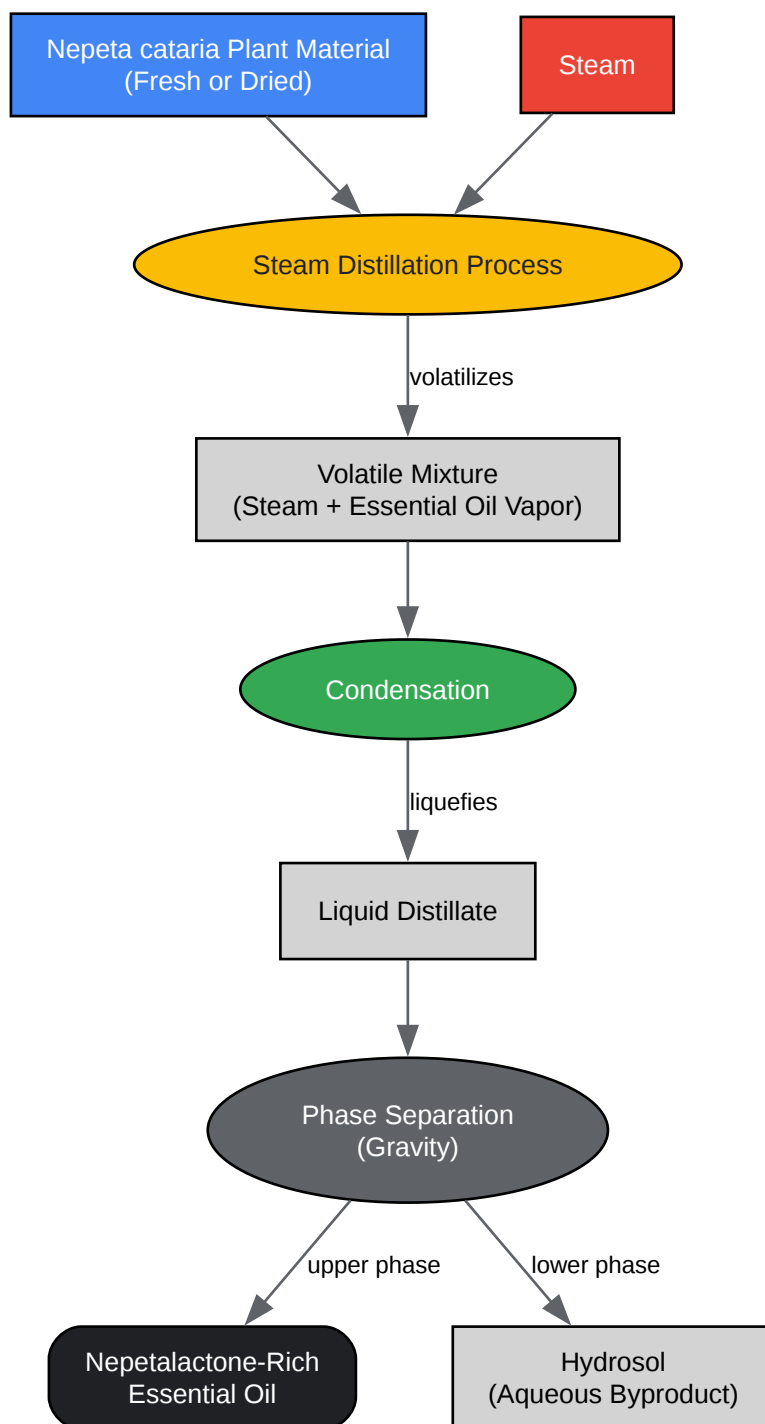 Nepeta cataria Plant Material
(Fresh or Dried)
Steam
Steam Distillation Process
volatilizes
Volatile Mixture
(Steam + Essential Oil Vapor)
Condensation
liquefies
Liquid Distillate
Phase Separation
(Gravity)
upper phase
lower phase
Nepetalactone-Rich
Essential Oil
Hydrosol
(Aqueous Byproduct)